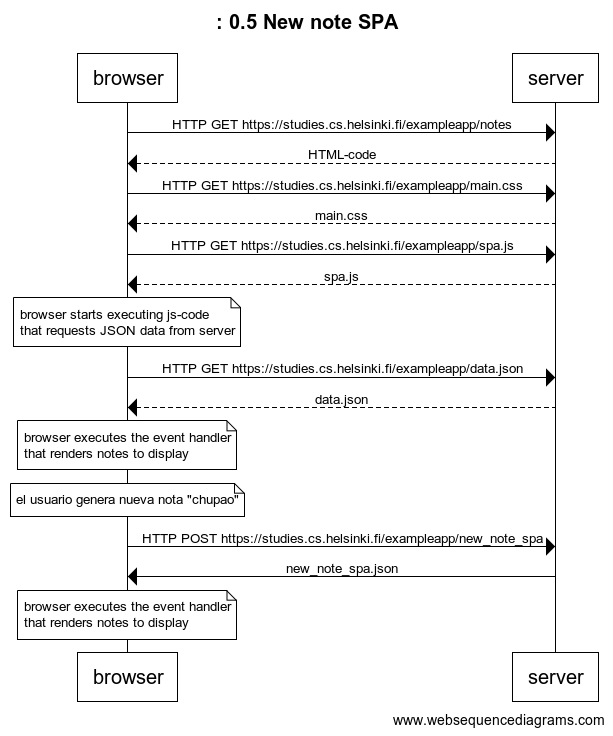 : 0.5 New note SPA
browser
server
HTTP GET https://studies.cs.helsinki.fi/exampleapp/notes
HTML-code
HTTP GET https://studies.cs.helsinki.fi/exampleapp/main.css
main.css
HTTP GET https://studies.cs.helsinki.fi/exampleapp/spa.js
spa.js
browser starts executing js-code
that requests JSON data from server
HTTP GET https://studies.cs.helsinki.fi/exampleapp/data.json
data.json
browser executes the event handler
that renders notes to display
el usuario genera nueva nota "chupao"
HTTP POST https://studies.cs.helsinki.fi/exampleapp/new_note_spa
new_note_spa.json
browser executes the event handler
that renders notes to display
browser
server
www.websequencediagrams.com